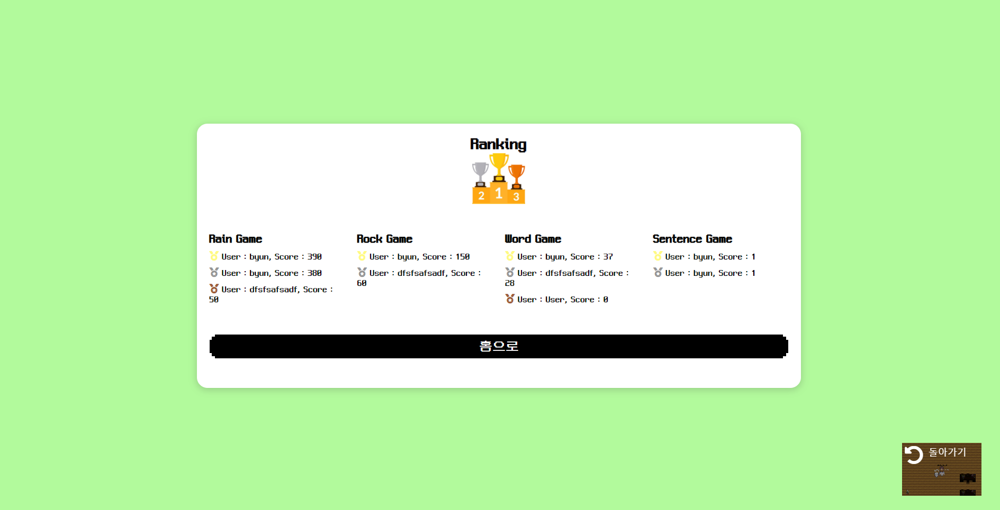 Ranking
2 1 3
Rain Game
User : byun, Score : 390
User : byun, Score : 380
User : dfsfsafsadf, Score :
50
Rock Game
User : byun, Score : 150
User : dfsfsafsadf, Score :
60
Word Game
User : byun, Score : 37
User : dfsfsafsadf, Score :
28
User : User, Score : 0
Sentence Game
User : byun, Score : 1
User : byun, Score : 1
홈으로
돌아가기